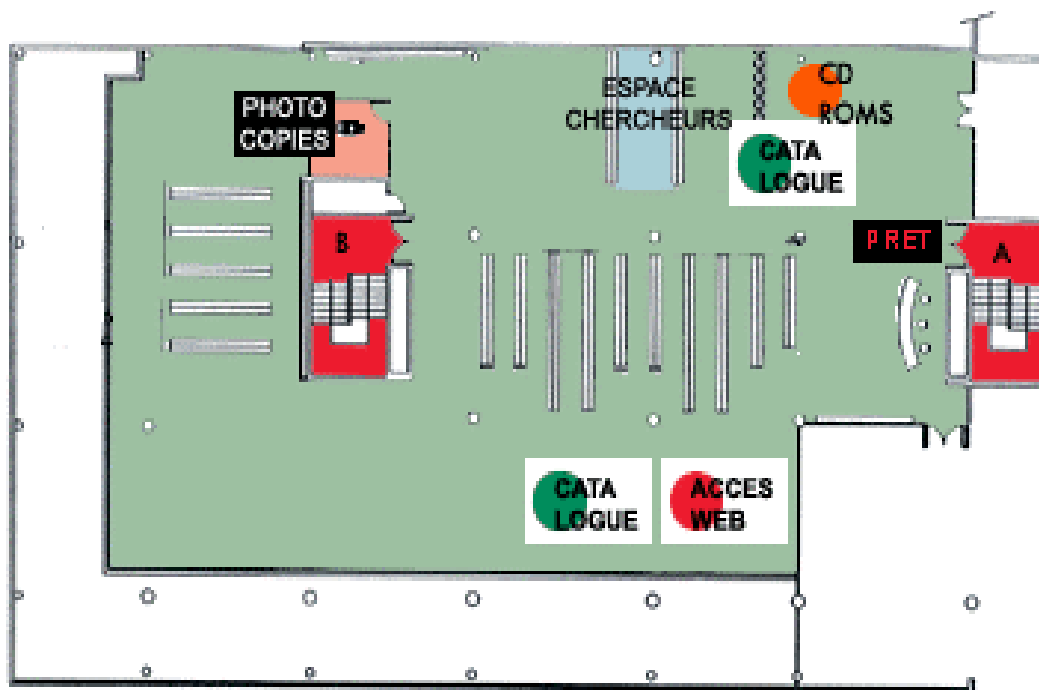 PHOTO
COPIES
ESPACE
CHERCHEURS
CD
ROMS
CATA
LOGUE
B
PRET
A
CATA
LOGUE
ACCES
WEB